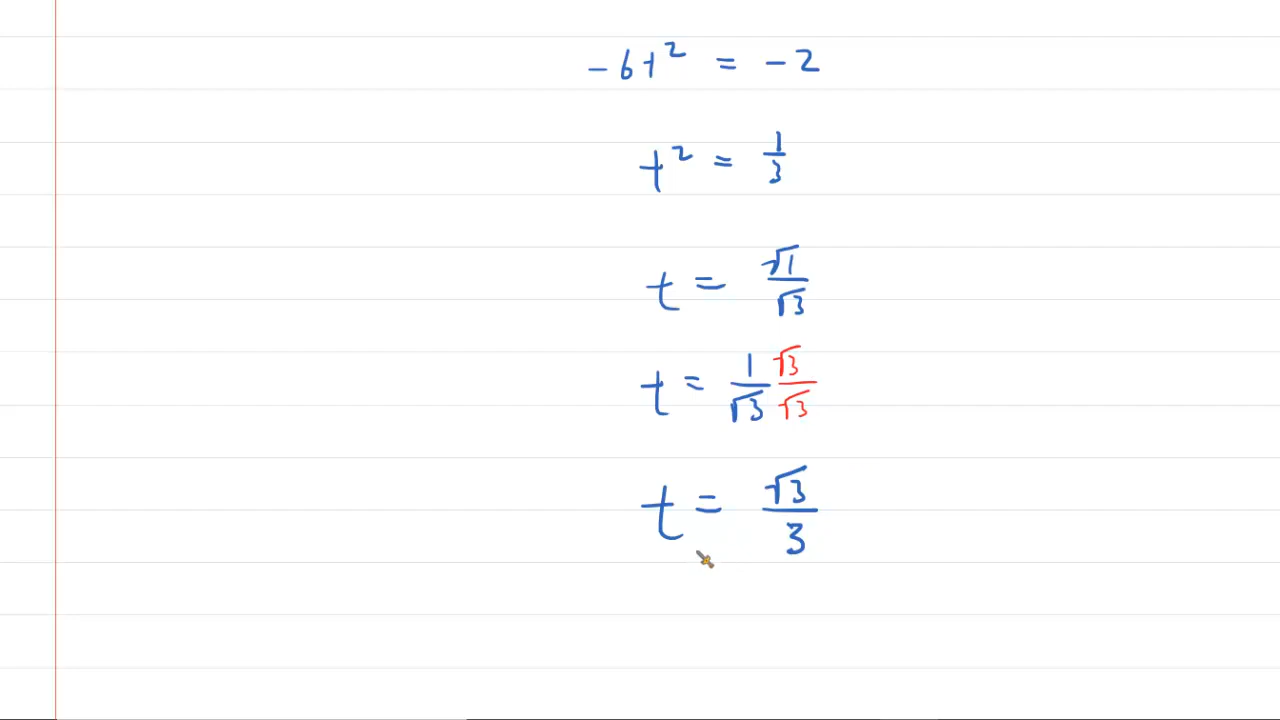 -6t² = -2
t² = 1/3
t = √1/√3
t = 1/√3 √3/√3
t = √3/3